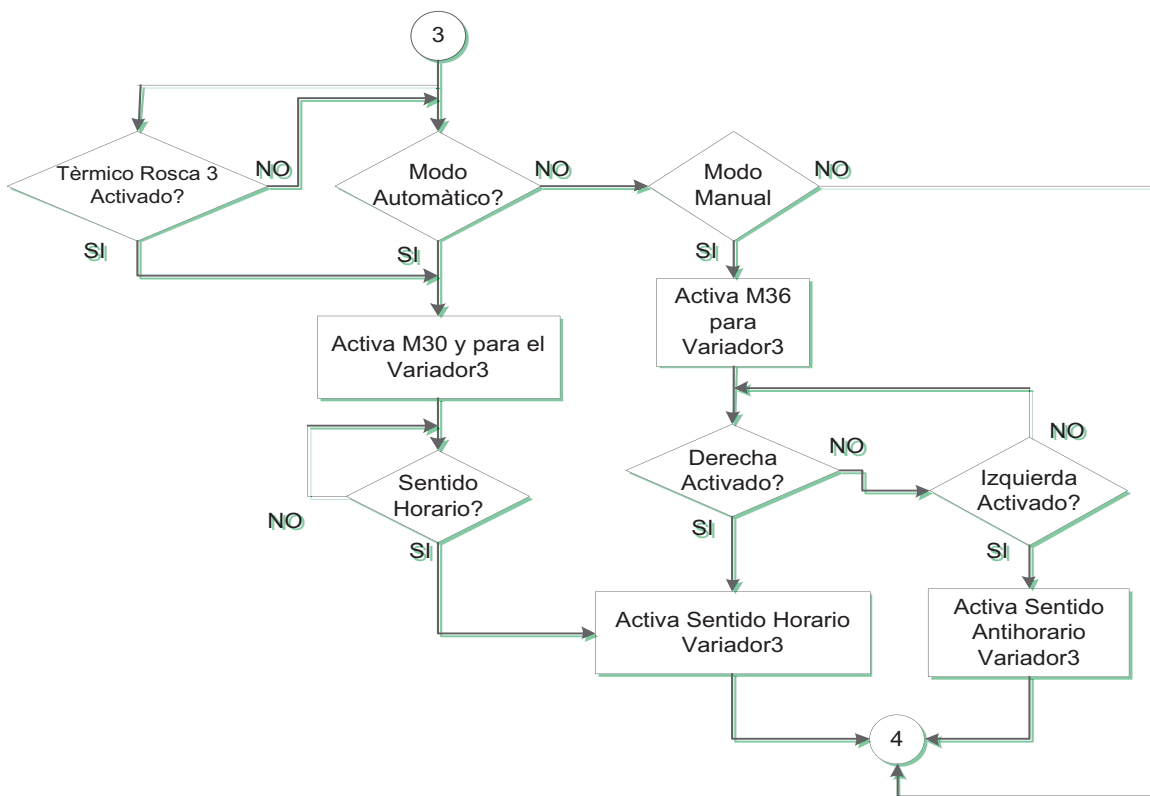 3
Tèrmico Rosca 3
Activado?
NO
SI
Modo
Automàtico?
NO
SI
Modo
Manual
NO
SI
Activa M30 y para el
Variador3
Activa M36
para
Variador3
Sentido
Horario?
NO
SI
Derecha
Activado?
NO
SI
Izquierda
Activado?
NO
SI
Activa Sentido Horario
Variador3
Activa Sentido
Antihorario
Variador3
4